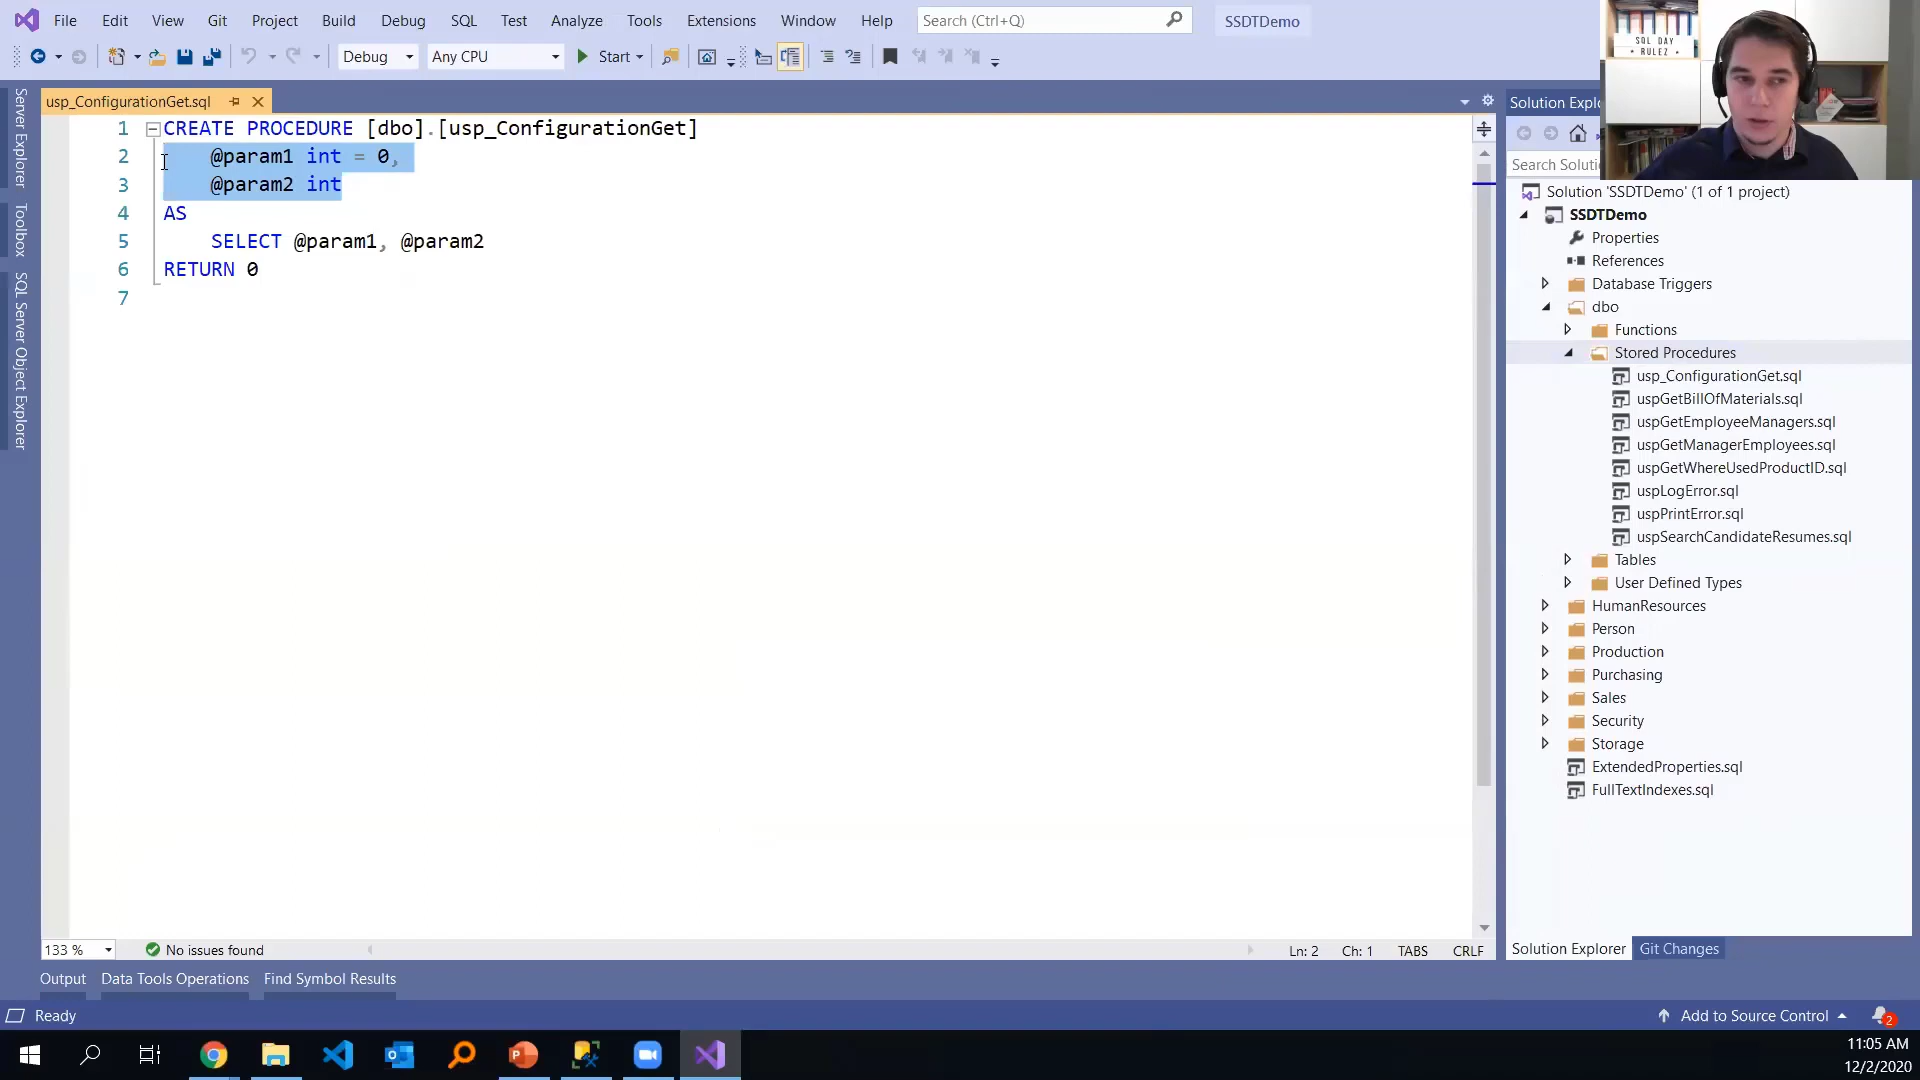 File Edit View Git Project Build Debug SQL Test Analyze Tools Extensions Window Help Search (Ctrl+Q) SSDTDemo
Debug Any CPU Start
SQL DAY
• RULEZ •
usp_ConfigurationGet.sql
Server Explorer
Toolbox
SQL Server Object Explorer
1 CREATE PROCEDURE [dbo].[usp_ConfigurationGet]
2 @param1 int = 0,
3 @param2 int
4 AS
5 SELECT @param1, @param2
6 RETURN 0
7
133 % No issues found Ln: 2 Ch: 1 TABS CRLF
Solution Explo
Search Soluti
Solution 'SSDTDemo' (1 of 1 project)
SSDTDemo
Properties
References
Database Triggers
dbo
Functions
Stored Procedures
usp_ConfigurationGet.sql
uspGetBillOfMaterials.sql
uspGetEmployeeManagers.sql
uspGetManagerEmployees.sql
uspGetWhereUsedProductID.sql
uspLogError.sql
uspPrintError.sql
uspSearchCandidateResumes.sql
Tables
User Defined Types
HumanResources
Person
Production
Purchasing
Sales
Security
Storage
ExtendedProperties.sql
FullTextIndexes.sql
Solution Explorer Git Changes
Output Data Tools Operations Find Symbol Results
Ready Add to Source Control 2
11:05 AM
12/2/2020